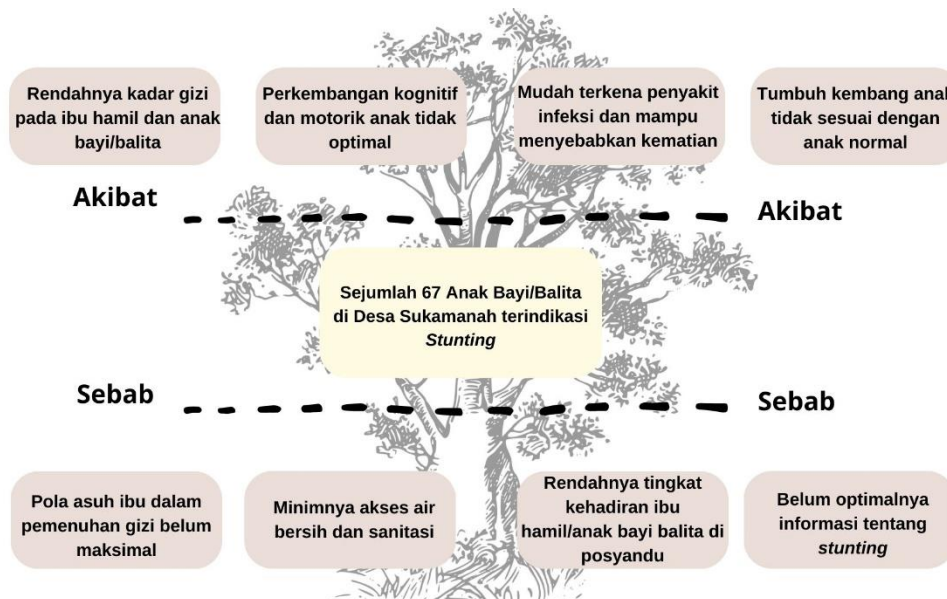 Rendahnya kadar gizi
pada ibu hamil dan anak
bayi/balita
Perkembangan kognitif
dan motorik anak tidak
optimal
Mudah terkena penyakit
infeksi dan mampu
menyebabkan kematian
Tumbuh kembang anak
tidak sesuai dengan
anak normal
Akibat
Akibat
Sejumlah 67 Anak Bayi/Balita
di Desa Sukamanah terindikasi
Stunting
Sebab
Sebab
Pola asuh ibu dalam
pemenuhan gizi belum
maksimal
Minimnya akses air
bersih dan sanitasi
Rendahnya tingkat
kehadiran ibu
hamil/anak bayi balita di
posyandu
Belum optimalnya
informasi tentang
stunting